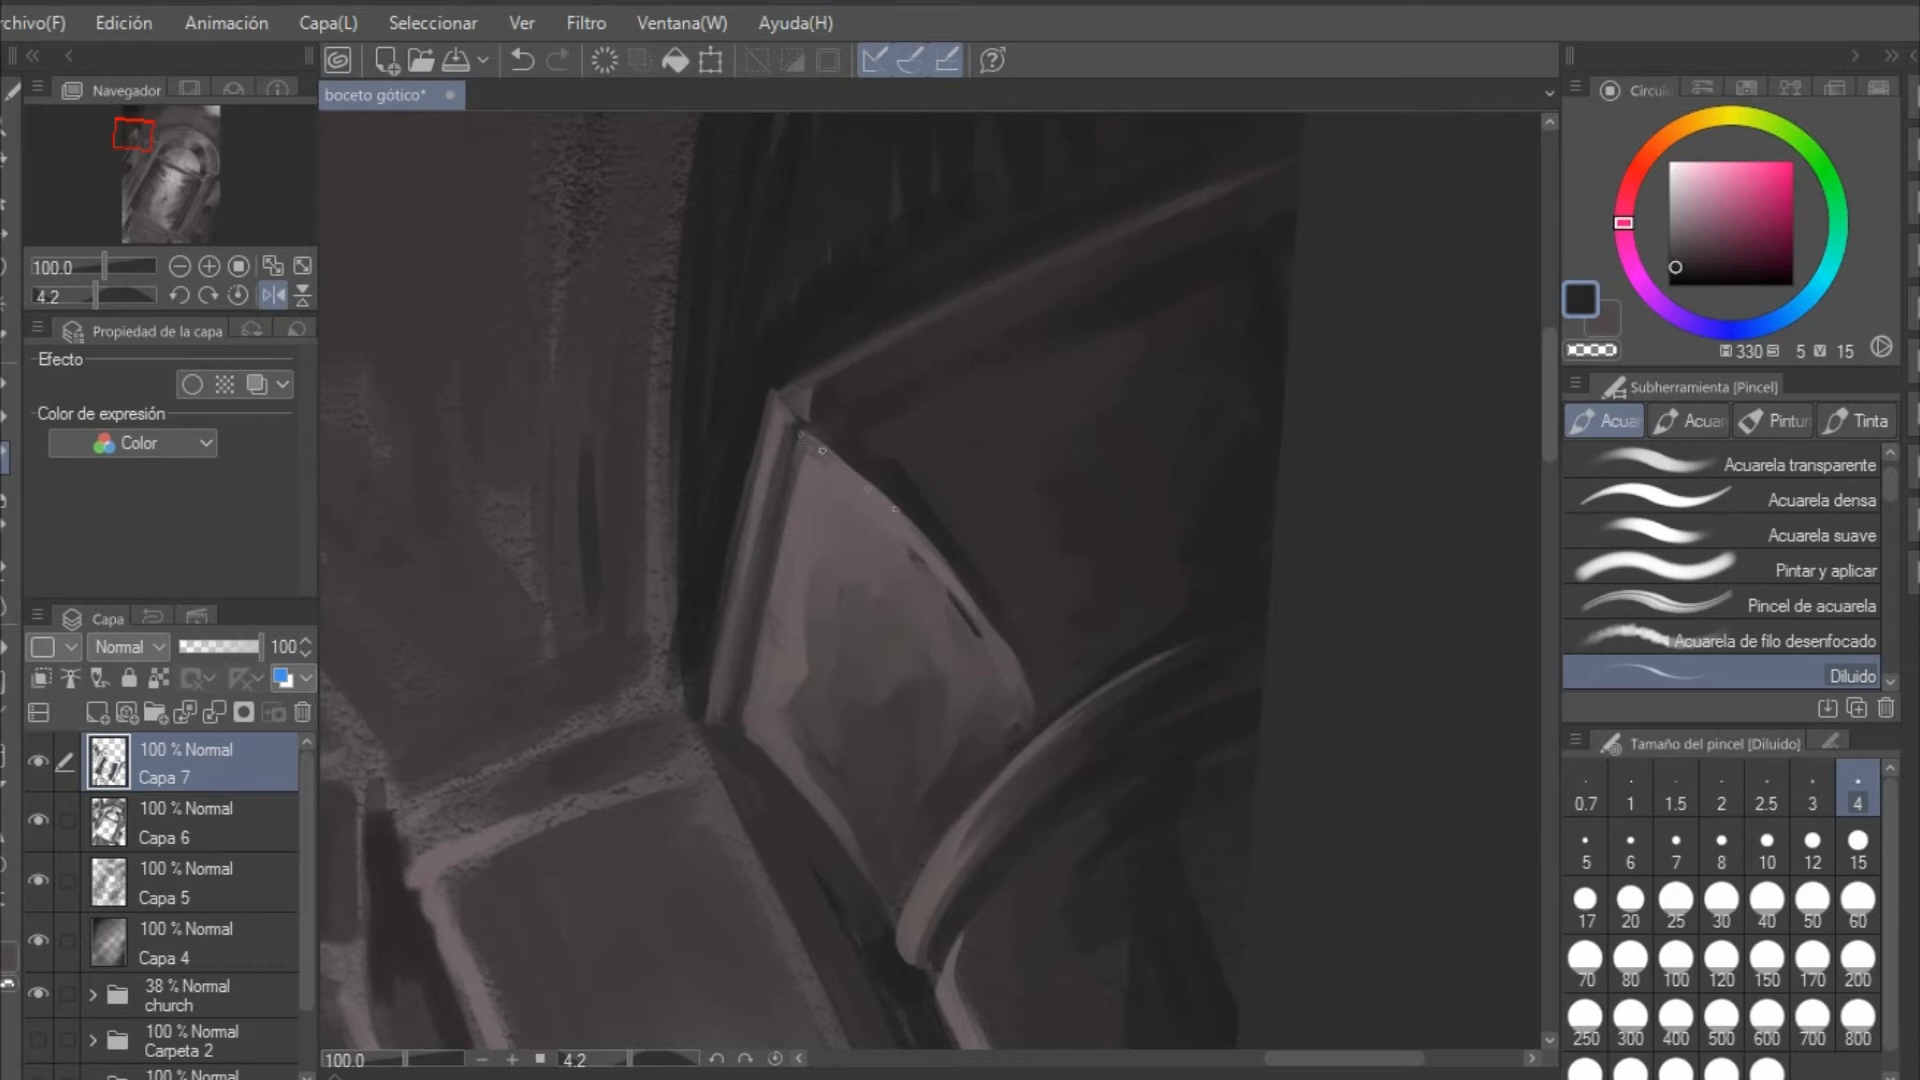 rchivo(F) Edición Animación Capa(L) Seleccionar Ver Filtro Ventana(W) Ayuda(H)
Navegador
boceto gótico*
100.0
4.2
Propiedad de la capa
Efecto
Color de expresión
Color
Capa
Normal 100
100 % Normal
Capa 7
100 % Normal
Capa 6
100 % Normal
Capa 5
100 % Normal
Capa 4
38 % Normal
church
100 % Normal
Carpeta 2
100 % Normal
100.0 4.2
Círcul
330 5 15
Subherramienta [Pincel]
Acua Acuar Pintur Tinta
Acuarela transparente
Acuarela densa
Acuarela suave
Pintar y aplicar
Pincel de acuarela
Acuarela de filo desenfocado
Diluido
Tamaño del pincel [Diluido]
0.7 1 1.5 2 2.5 3 4
5 6 7 8 10 12 15
17 20 25 30 40 50 60
70 80 100 120 150 170 200
250 300 400 500 600 700 800